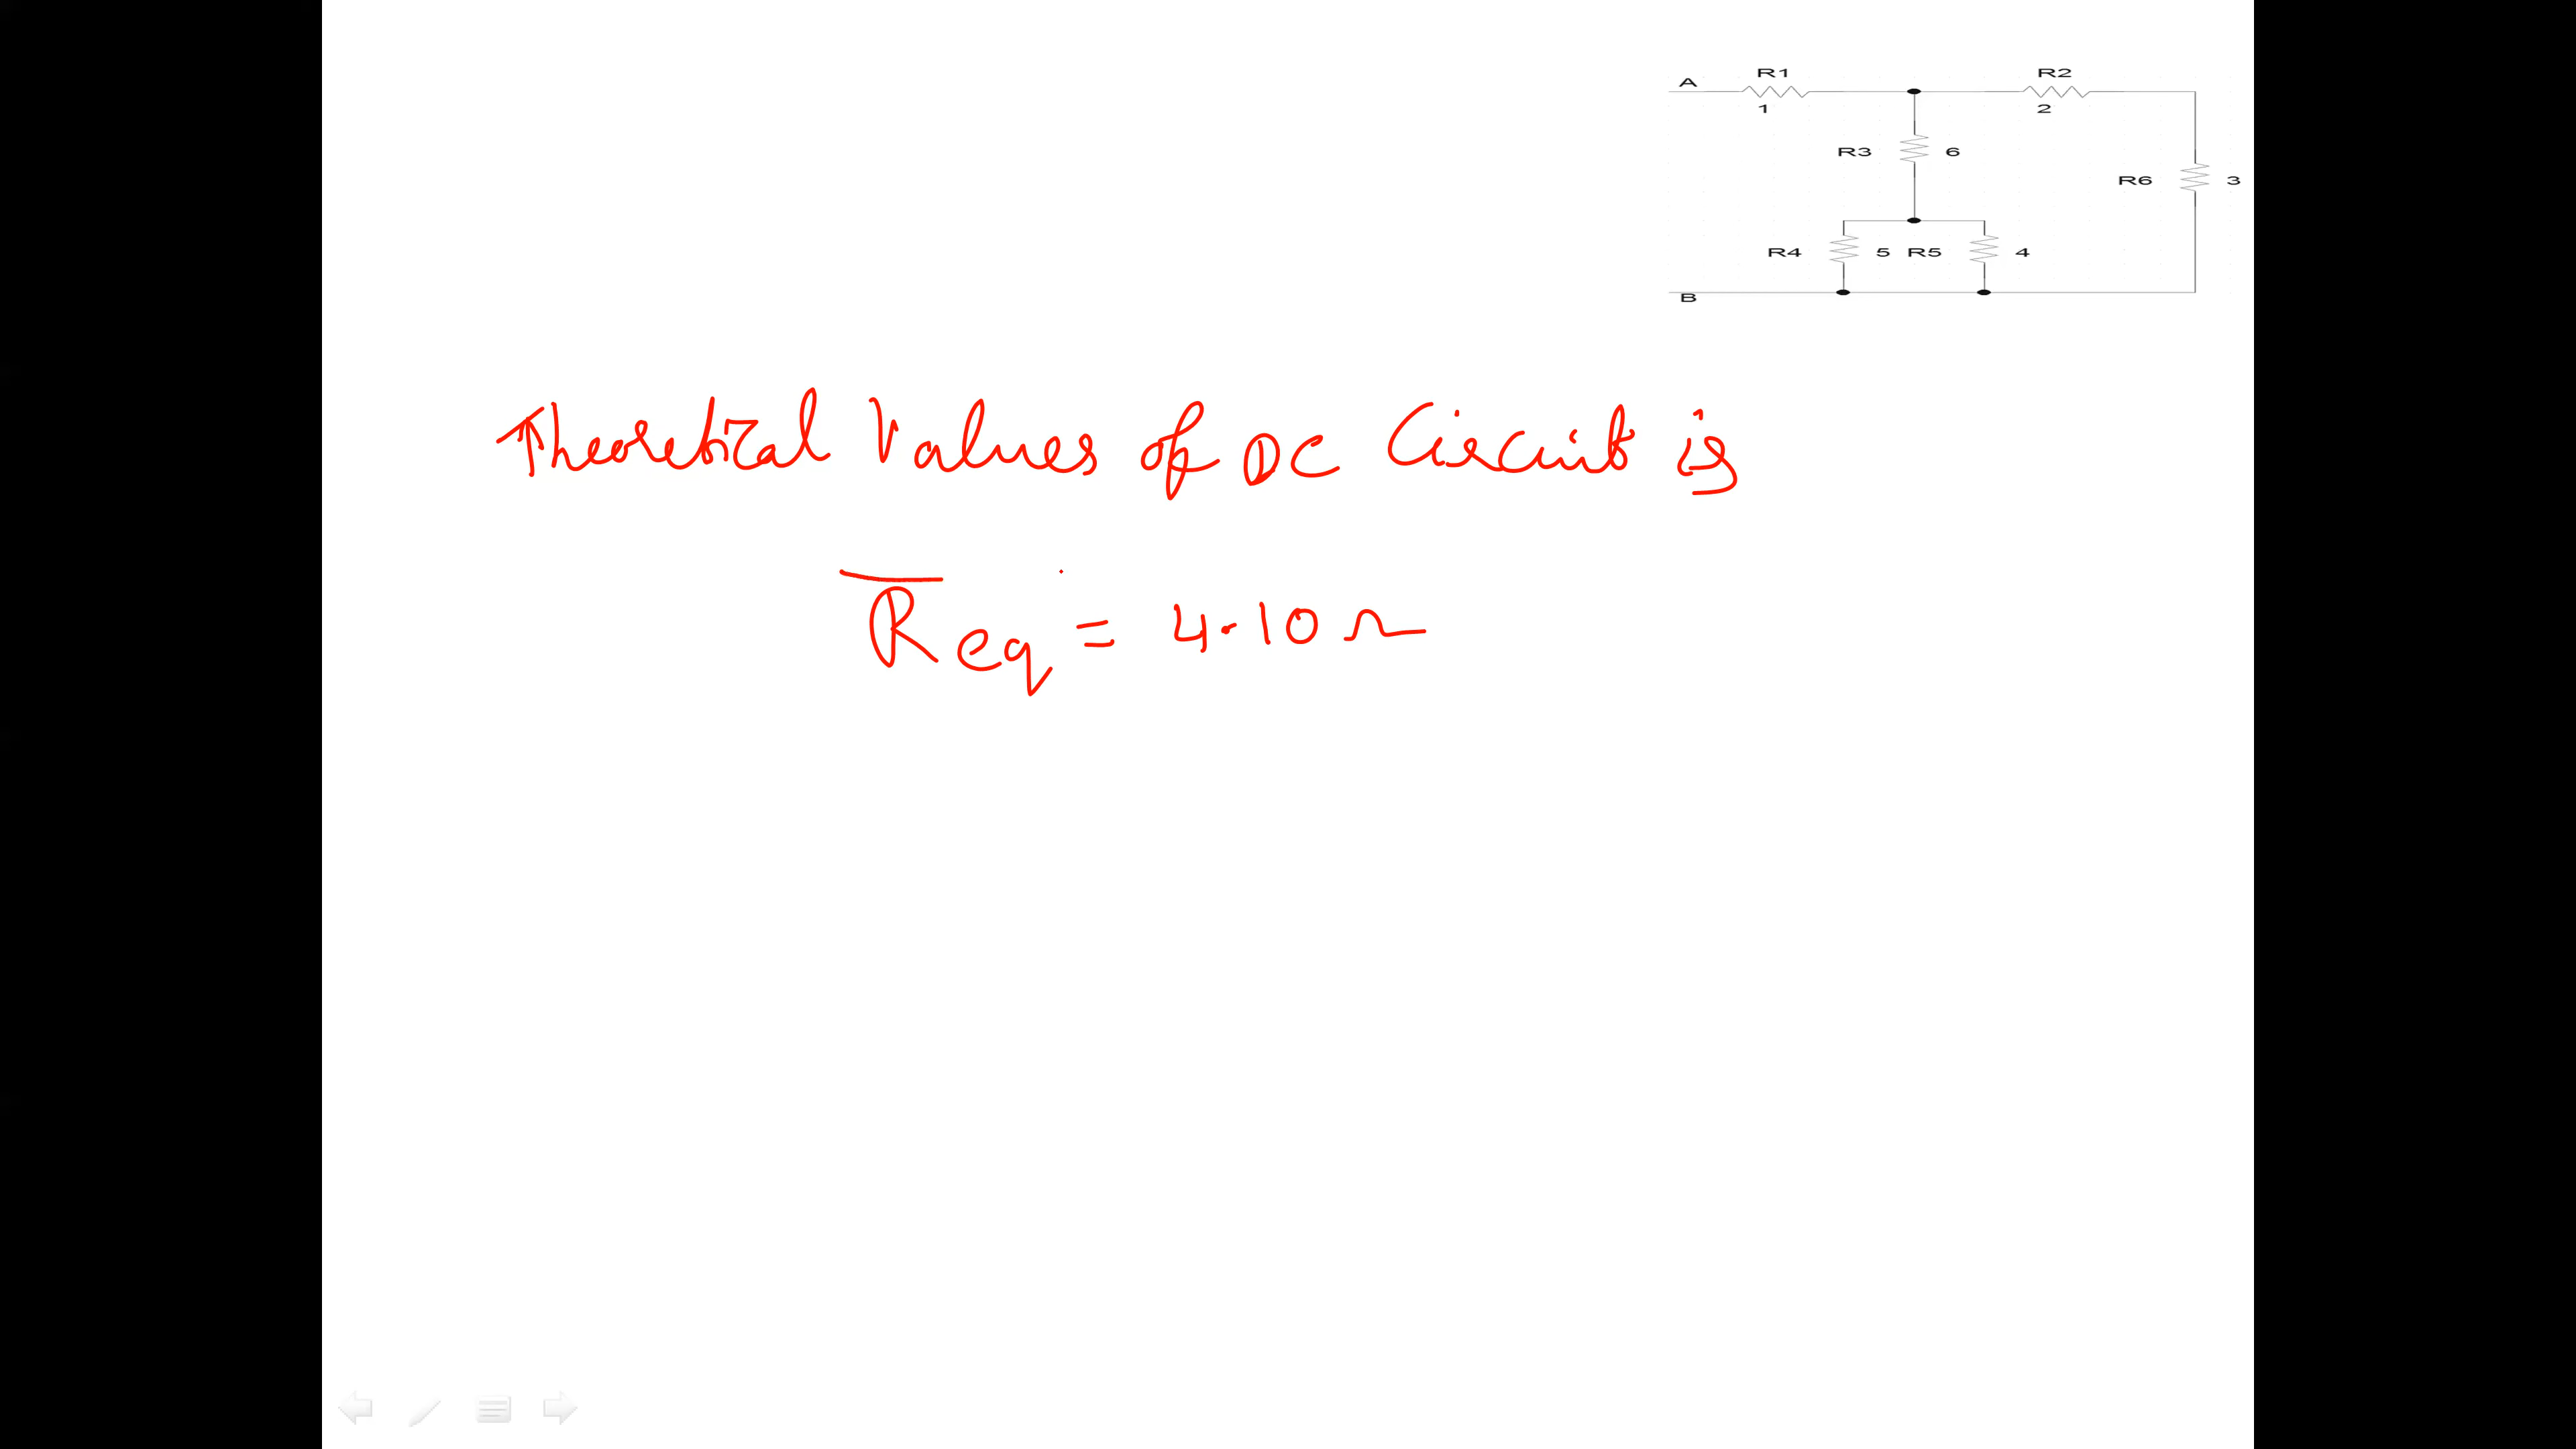 A R1 R2
1 2
R3 6
R6 3
R4 5 R5 4
B
Theoretical Values of DC Circuit is
Req = 4.10 Ω